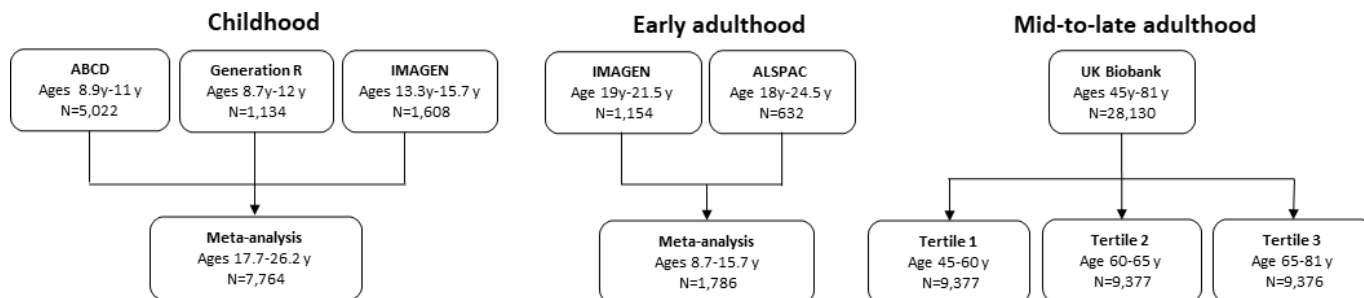 Childhood
ABCD
Ages 8.9y-11 y
N=5,022
Generation R
Ages 8.7y-12 y
N=1,134
IMAGEN
Ages 13.3y-15.7 y
N=1,608
Meta-analysis
Ages 17.7-26.2 y
N=7,764
Early adulthood
IMAGEN
Age 19y-21.5 y
N=1,154
ALSPAC
Age 18y-24.5 y
N=632
Meta-analysis
Ages 8.7-15.7 y
N=1,786
Mid-to-late adulthood
UK Biobank
Ages 45y-81 y
N=28,130
Tertile 1
Age 45-60 y
N=9,377
Tertile 2
Age 60-65 y
N=9,377
Tertile 3
Age 65-81 y
N=9,376